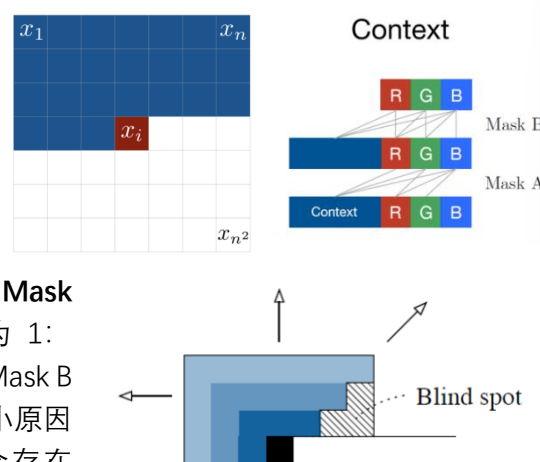 x₁ xₙ
xᵢ
xₙ²
Context
R G B
Mask B
R G B
Mask A
Context R G B
Mask
为 1:
Mask B
小原因
Blind spot